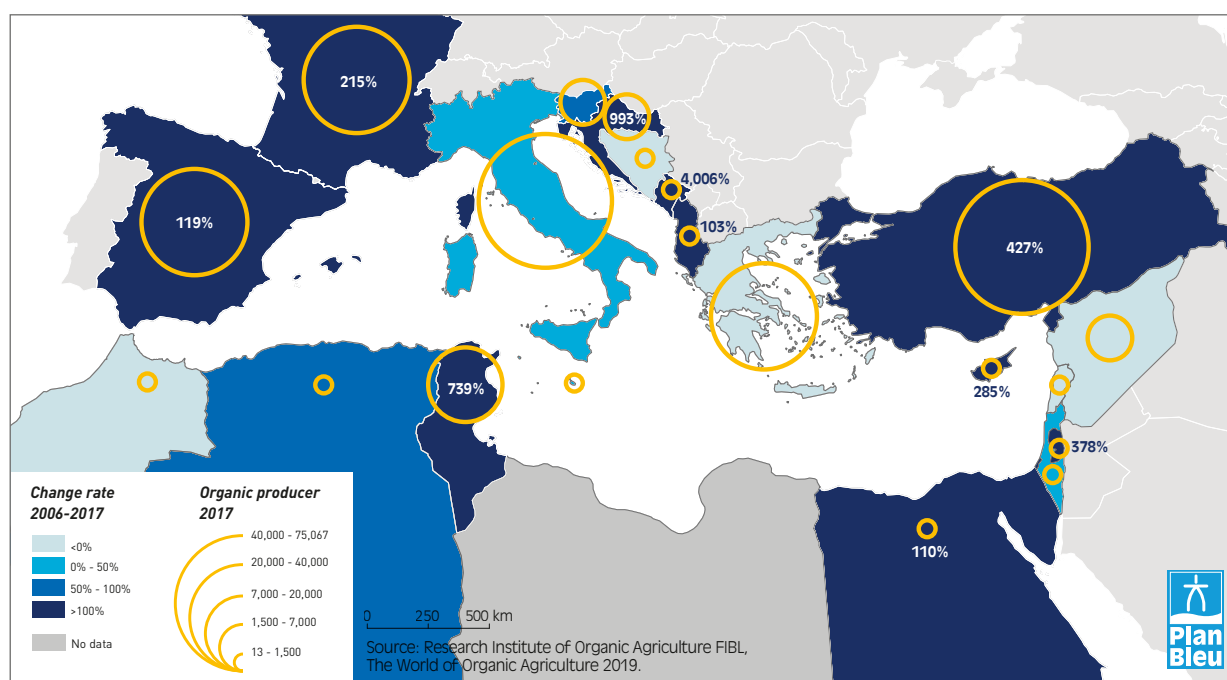 215%
993%
4,006%
119%
103%
427%
739%
285%
378%
110%
Change rate
2006-2017
<0%
0% - 50%
50% - 100%
>100%
No data
Organic producer
2017
40,000 - 75,067
20,000 - 40,000
7,000 - 20,000
1,500 - 7,000
13 - 1,500
0 250 500 km
Source: Research Institute of Organic Agriculture FIBL,
The World of Organic Agriculture 2019.
Plan
Bleu